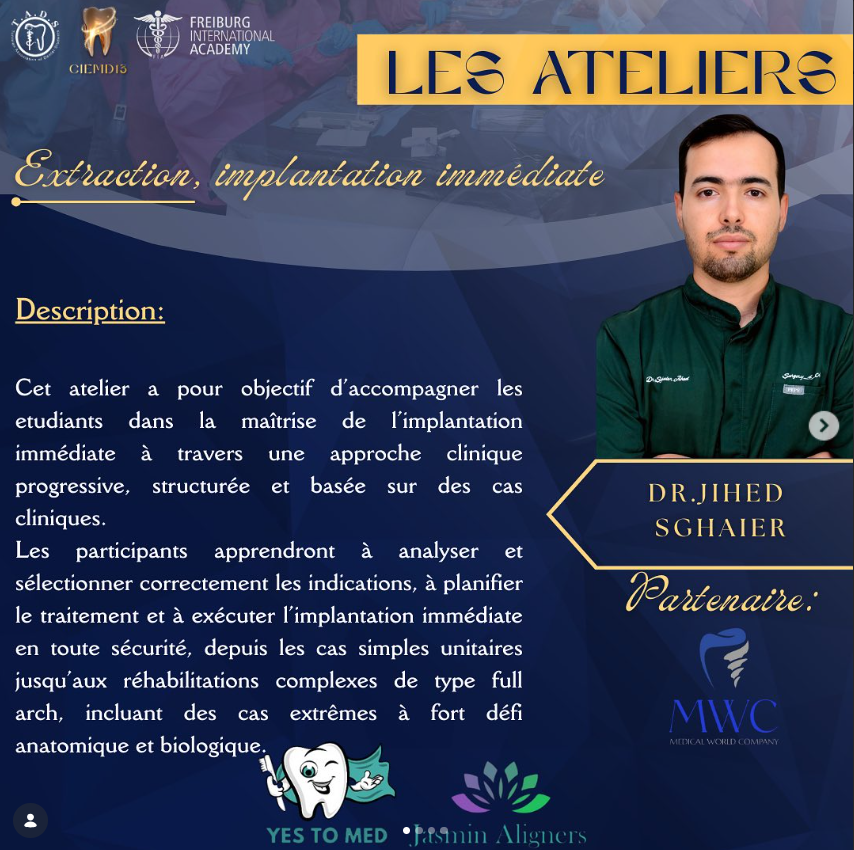 T.A.D.S
CIEMD13
FREIBURG
INTERNATIONAL
ACADEMY
LES ATELIERS
Extraction, implantation immédiate
Description:
Cet atelier a pour objectif d'accompagner les
etudiants dans la maîtrise de l'implantation
immédiate à travers une approche clinique
progressive, structurée et basée sur des cas
cliniques.
Les participants apprendront à analyser et
sélectionner correctement les indications, à planifier
le traitement et à exécuter l'implantation immédiate
en toute sécurité, depuis les cas simples unitaires
jusqu'aux réhabilitations complexes de type full
arch, incluant des cas extrêmes à fort défi
anatomique et biologique.
DR.JIHED
SGHAIER
Partenaire:
MWC
MEDICAL WORLD COMPANY
YES TO MED
Jasmin Aligners